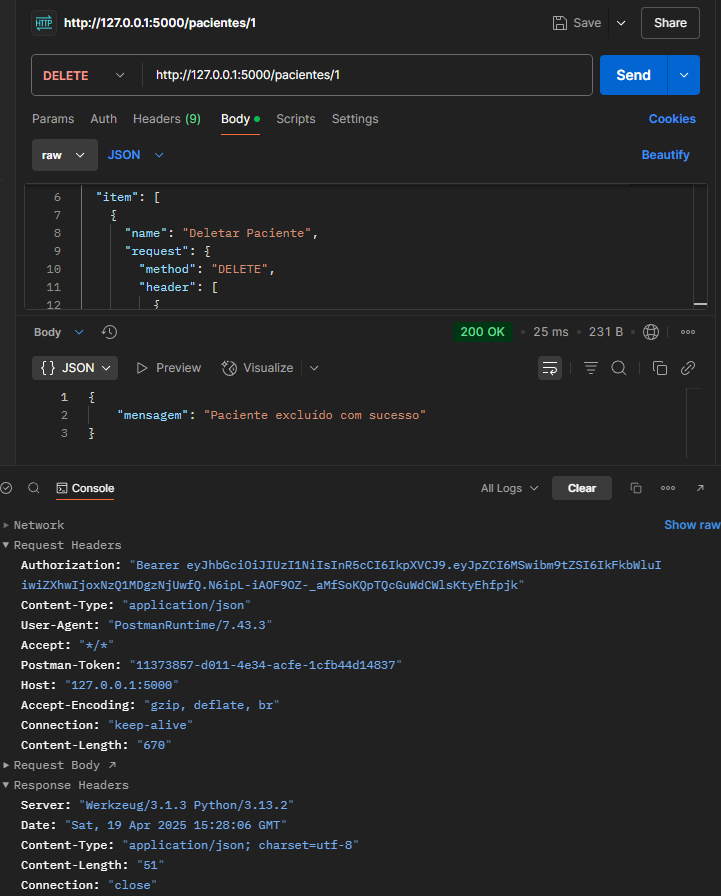 HTTP http://127.0.0.1:5000/pacientes/1 Save Share
DELETE http://127.0.0.1:5000/pacientes/1 Send
Params Auth Headers (9) Body Scripts Settings Cookies
raw JSON Beautify
6 "item": [
7 {
8 "name": "Deletar Paciente",
9 "request": {
10 "method": "DELETE",
11 "header": [
12 {
Body 200 OK • 25 ms • 231 B •
{} JSON Preview Visualize
1 {
2 "mensagem": "Paciente excluído com sucesso"
3 }
Console All Logs Clear
Network Show raw
Request Headers
Authorization: "Bearer eyJhbGciOiJIUzI1NiIsInR5cCI6IkpXVCJ9.eyJpZCI6MSwibm9tZSI6IkFkbWluI
iwiZXhwIjoxNzQ1MDgzNjUwfQ.N6ipL-iAOF9OZ-_aMfSoKQpTQcGuWdCWlsKtyEhfpjk"
Content-Type: "application/json"
User-Agent: "PostmanRuntime/7.43.3"
Accept: "*/*"
Postman-Token: "11373857-d011-4e34-acfe-1cfb44d14837"
Host: "127.0.0.1:5000"
Accept-Encoding: "gzip, deflate, br"
Connection: "keep-alive"
Content-Length: "670"
Request Body
Response Headers
Server: "Werkzeug/3.1.3 Python/3.13.2"
Date: "Sat, 19 Apr 2025 15:28:06 GMT"
Content-Type: "application/json; charset=utf-8"
Content-Length: "51"
Connection: "close"